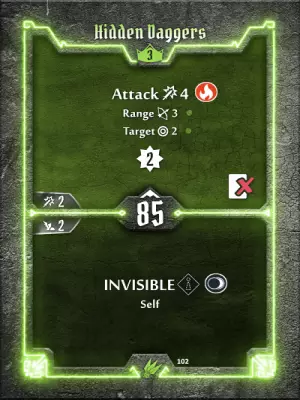 Hidden Daggers
3
Attack 4
Range 3
Target 2
2
2
85
2
INVISIBLE
Self
102